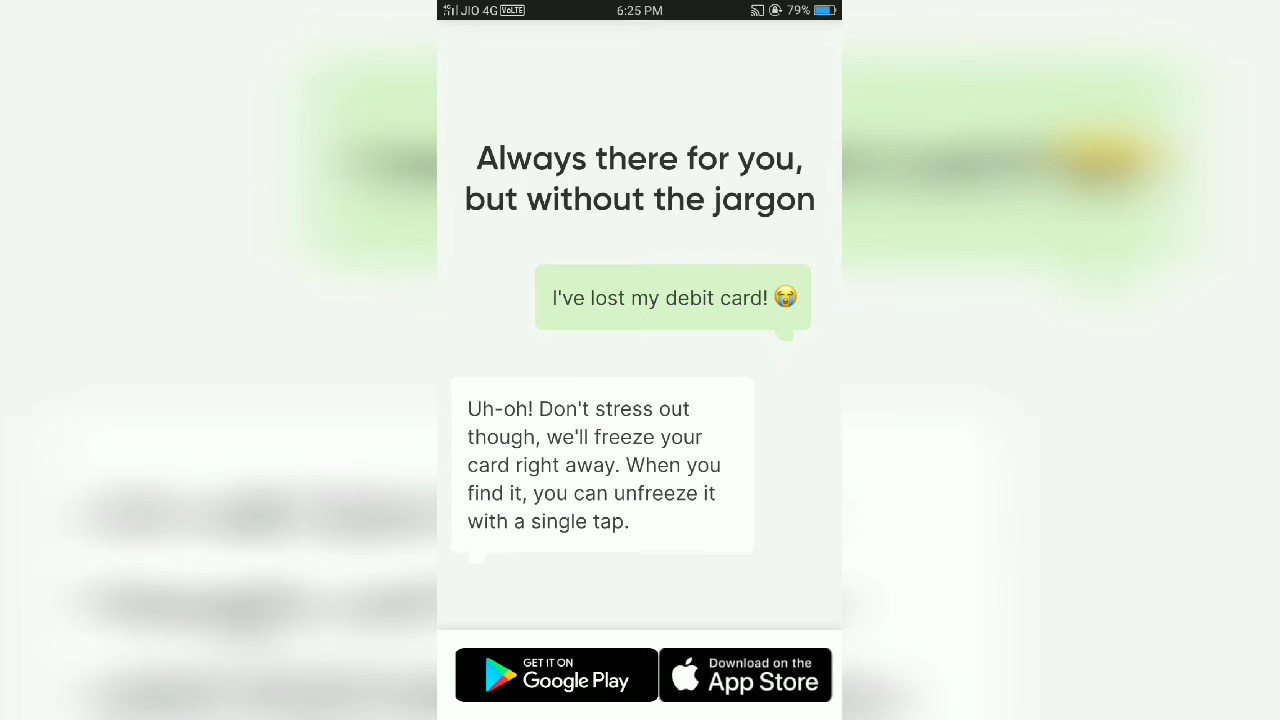 JIO 4G VoLTE 6:25 PM 79%
Always there for you,
but without the jargon
I've lost my debit card! 😭
Uh-oh! Don't stress out
though, we'll freeze your
card right away. When you
find it, you can unfreeze it
with a single tap.
GET IT ON
Google Play
Download on the
App Store